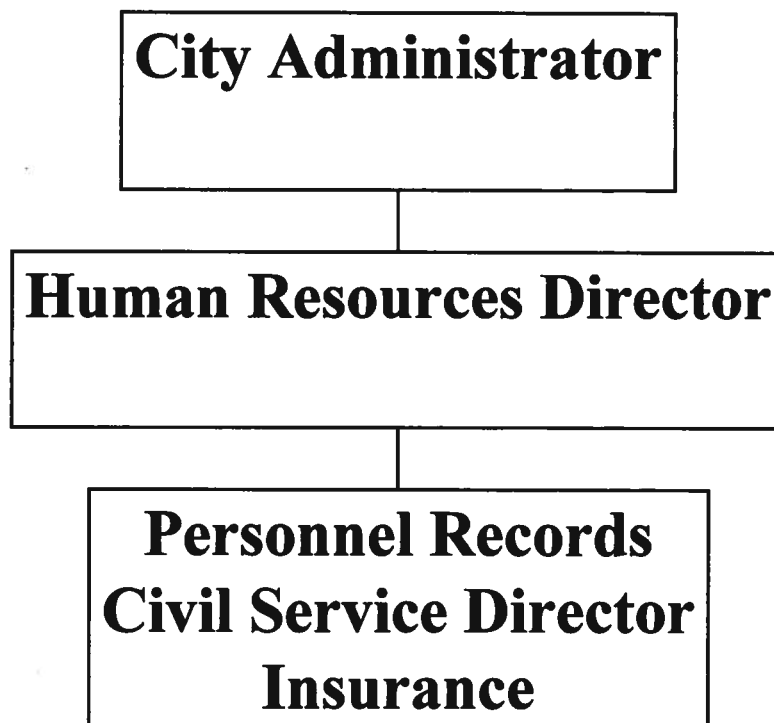 City Administrator
Human Resources Director
Personnel Records
Civil Service Director
Insurance